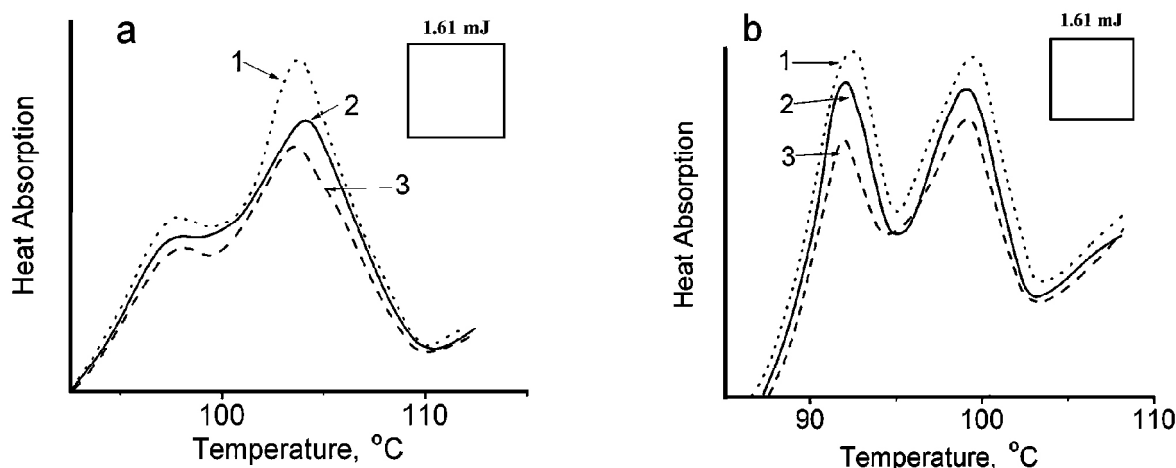 a
1.61 mJ
1
2
3
Heat Absorption
100
110
Temperature, °C
b
1.61 mJ
1
2
3
Heat Absorption
90
100
110
Temperature, °C